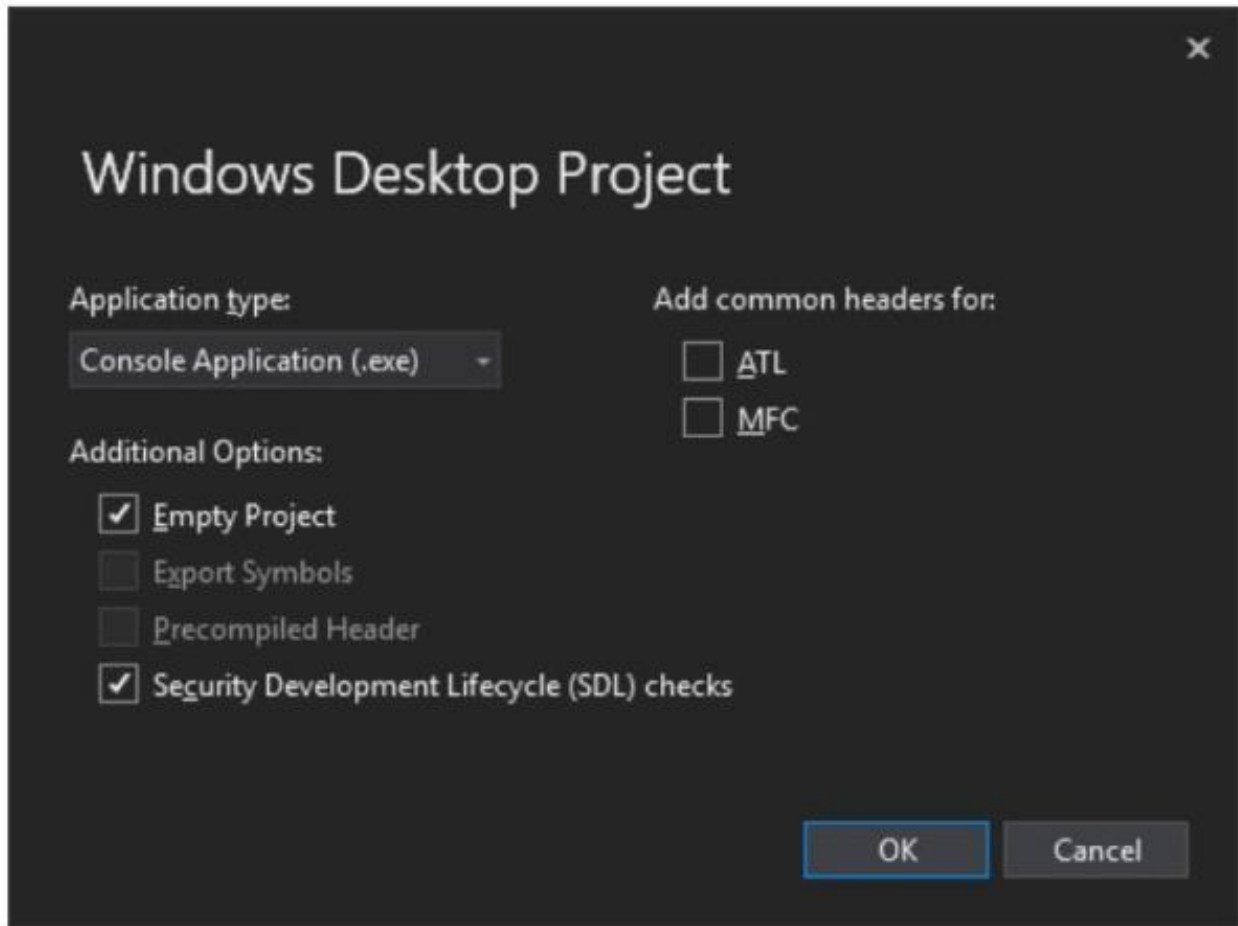 Windows Desktop Project
Application type:
Console Application (.exe)
Additional Options:
Empty Project
Export Symbols
Precompiled Header
Security Development Lifecycle (SDL) checks
Add common headers for:
ATL
MFC
OK
Cancel